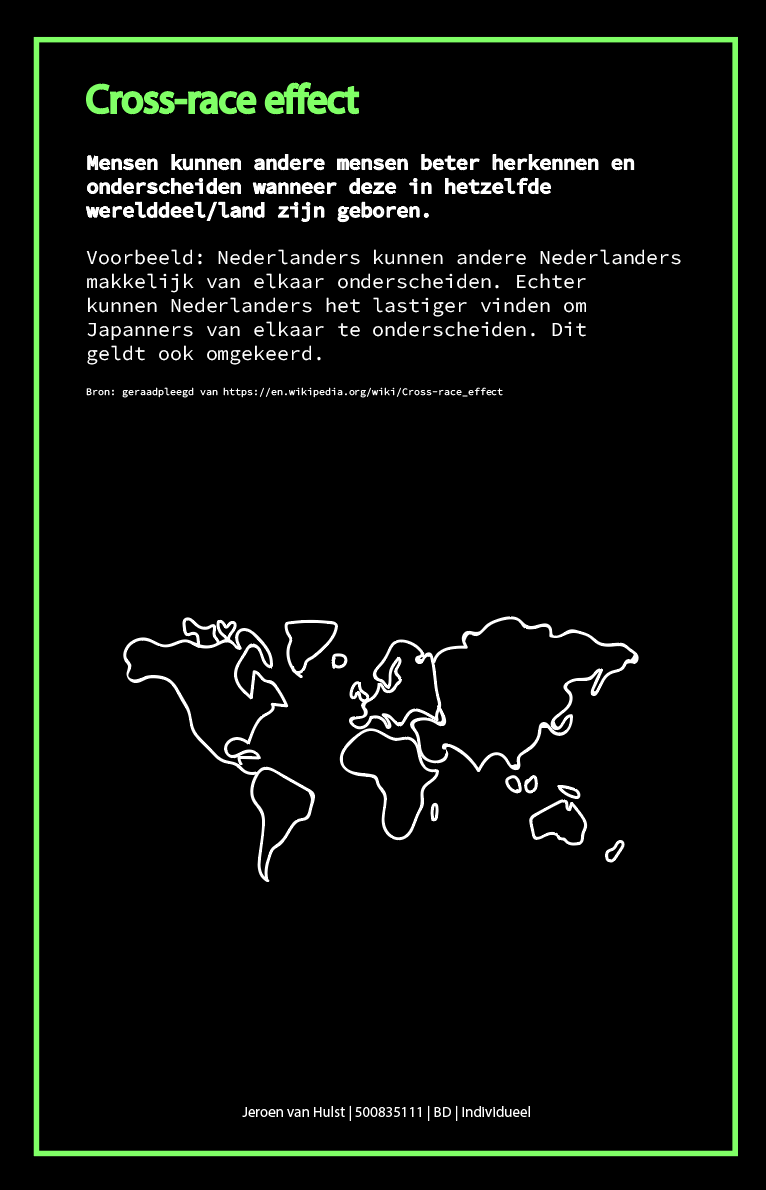 Cross-race effect
Mensen kunnen andere mensen beter herkennen en
onderscheiden wanneer deze in hetzelfde
werelddeel/land zijn geboren.
Voorbeeld: Nederlanders kunnen andere Nederlanders
makkelijk van elkaar onderscheiden. Echter
kunnen Nederlanders het lastiger vinden om
Japanners van elkaar te onderscheiden. Dit
geldt ook omgekeerd.
Bron: geraadpleegd van https://en.wikipedia.org/wiki/Cross-race_effect
Jeroen van Hulst | 500835111 | BD | Individueel